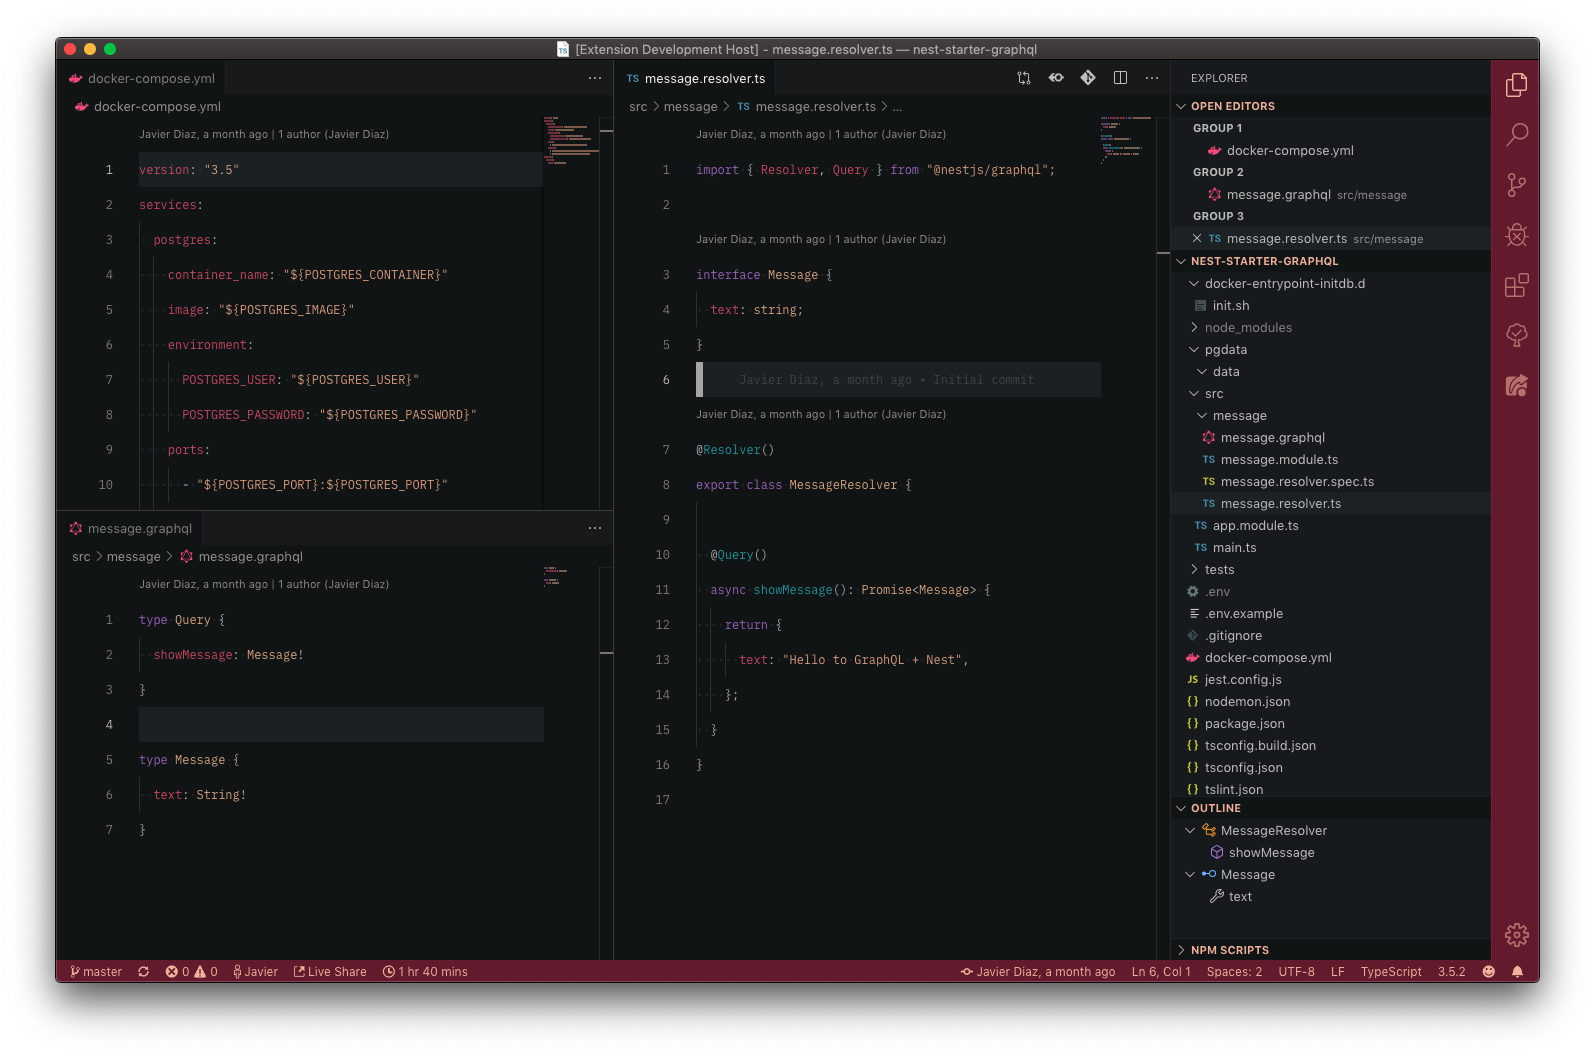 [Extension Development Host] - message.resolver.ts — nest-starter-graphql
docker-compose.yml
docker-compose.yml
Javier Diaz, a month ago | 1 author (Javier Diaz)
1 version: "3.5"
2 services:
3 postgres:
4 container_name: "${POSTGRES_CONTAINER}"
5 image: "${POSTGRES_IMAGE}"
6 environment:
7 POSTGRES_USER: "${POSTGRES_USER}"
8 POSTGRES_PASSWORD: "${POSTGRES_PASSWORD}"
9 ports:
10 - "${POSTGRES_PORT}:${POSTGRES_PORT}"
message.graphql
src > message > message.graphql
Javier Diaz, a month ago | 1 author (Javier Diaz)
1 type Query {
2 showMessage: Message!
3 }
4
5 type Message {
6 text: String!
7 }
TS message.resolver.ts
src > message > TS message.resolver.ts > ...
Javier Diaz, a month ago | 1 author (Javier Diaz)
1 import { Resolver, Query } from "@nestjs/graphql";
2
Javier Diaz, a month ago | 1 author (Javier Diaz)
3 interface Message {
4 text: string;
5 }
6 Javier Diaz, a month ago • Initial commit
Javier Diaz, a month ago | 1 author (Javier Diaz)
7 @Resolver()
8 export class MessageResolver {
9
10 @Query()
11 async showMessage(): Promise<Message> {
12 return {
13 text: "Hello to GraphQL + Nest",
14 };
15 }
16 }
17
EXPLORER
OPEN EDITORS
GROUP 1
docker-compose.yml
GROUP 2
message.graphql src/message
GROUP 3
TS message.resolver.ts src/message
NEST-STARTER-GRAPHQL
docker-entrypoint-initdb.d
init.sh
node_modules
pgdata
data
src
message
message.graphql
TS message.module.ts
TS message.resolver.spec.ts
TS message.resolver.ts
TS app.module.ts
TS main.ts
tests
.env
.env.example
.gitignore
docker-compose.yml
JS jest.config.js
{} nodemon.json
{} package.json
{} tsconfig.build.json
{} tsconfig.json
{} tslint.json
OUTLINE
MessageResolver
showMessage
Message
text
NPM SCRIPTS
master 0 0 Javier Live Share 1 hr 40 mins Javier Diaz, a month ago Ln 6, Col 1 Spaces: 2 UTF-8 LF TypeScript 3.5.2